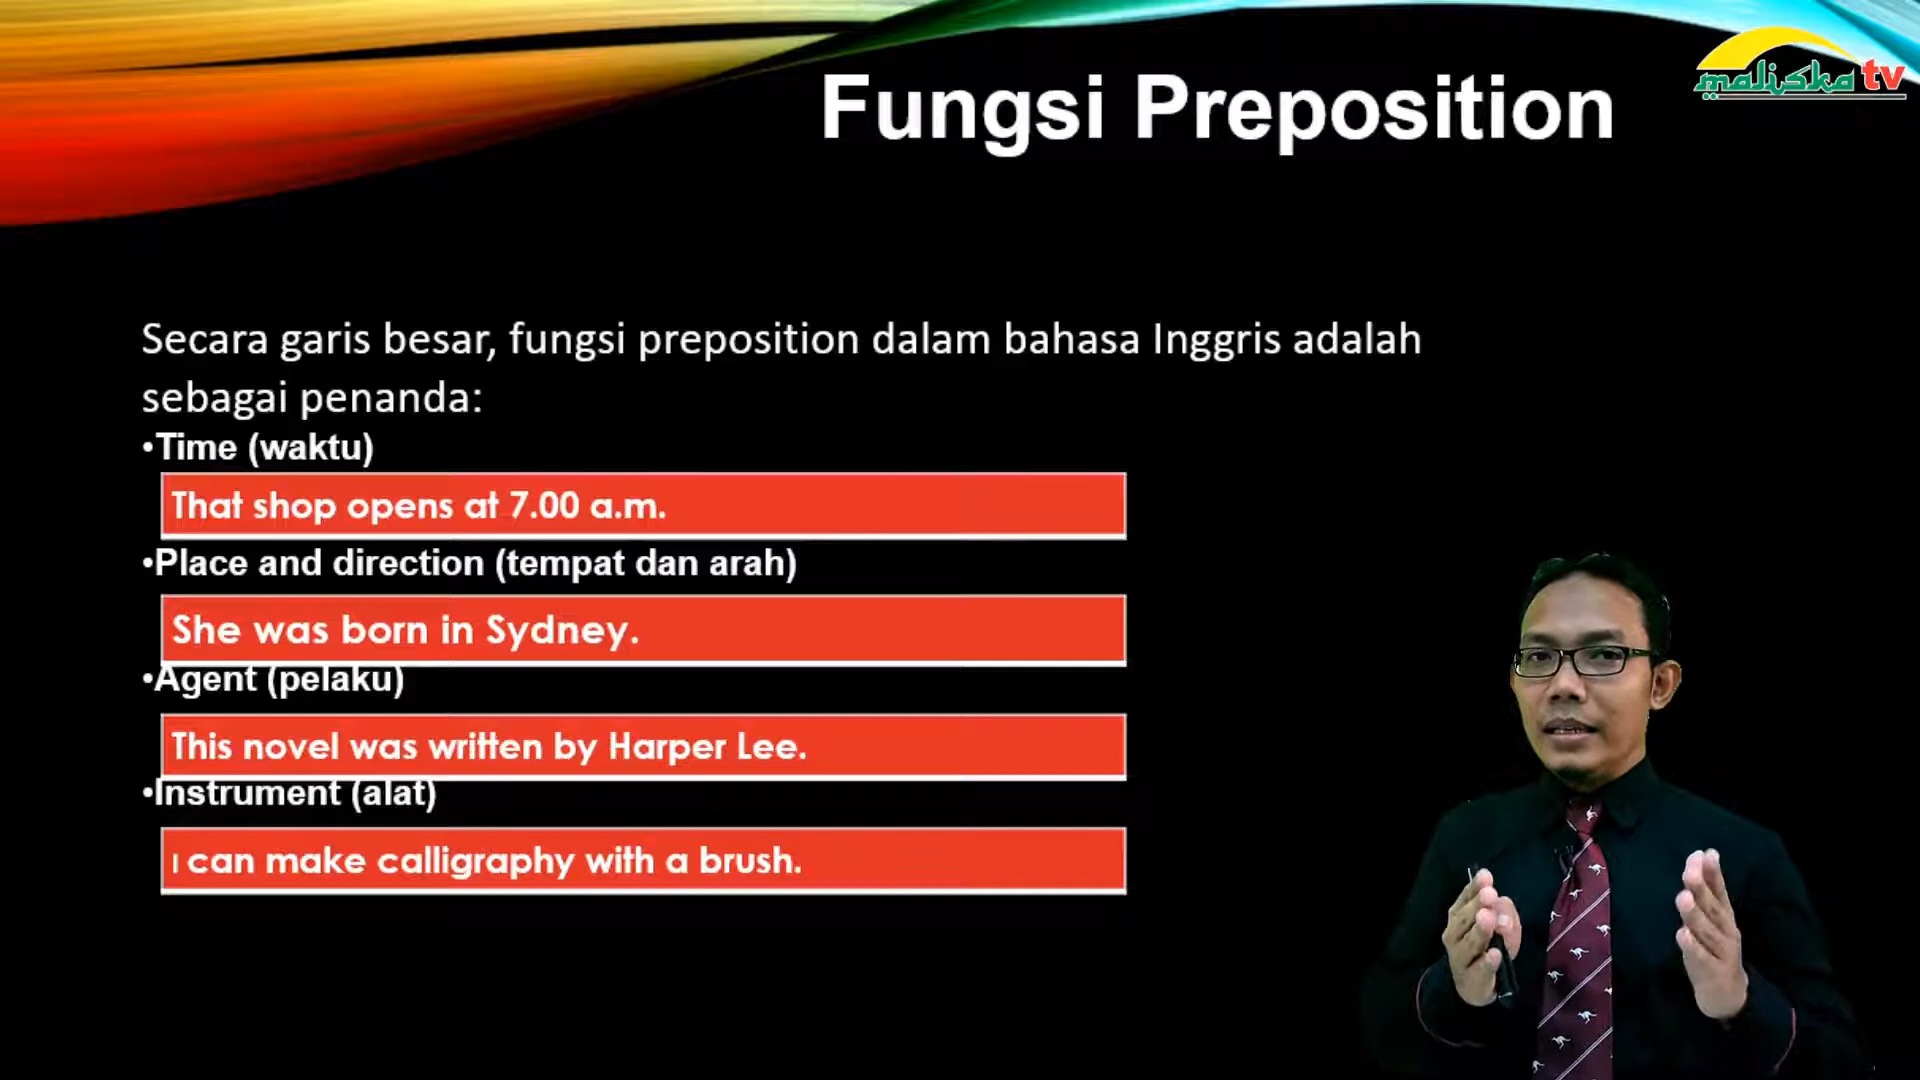 maliska tv
Fungsi Preposition
Secara garis besar, fungsi preposition dalam bahasa Inggris adalah
sebagai penanda:
•Time (waktu)
That shop opens at 7.00 a.m.
•Place and direction (tempat dan arah)
She was born in Sydney.
•Agent (pelaku)
This novel was written by Harper Lee.
•Instrument (alat)
I can make calligraphy with a brush.